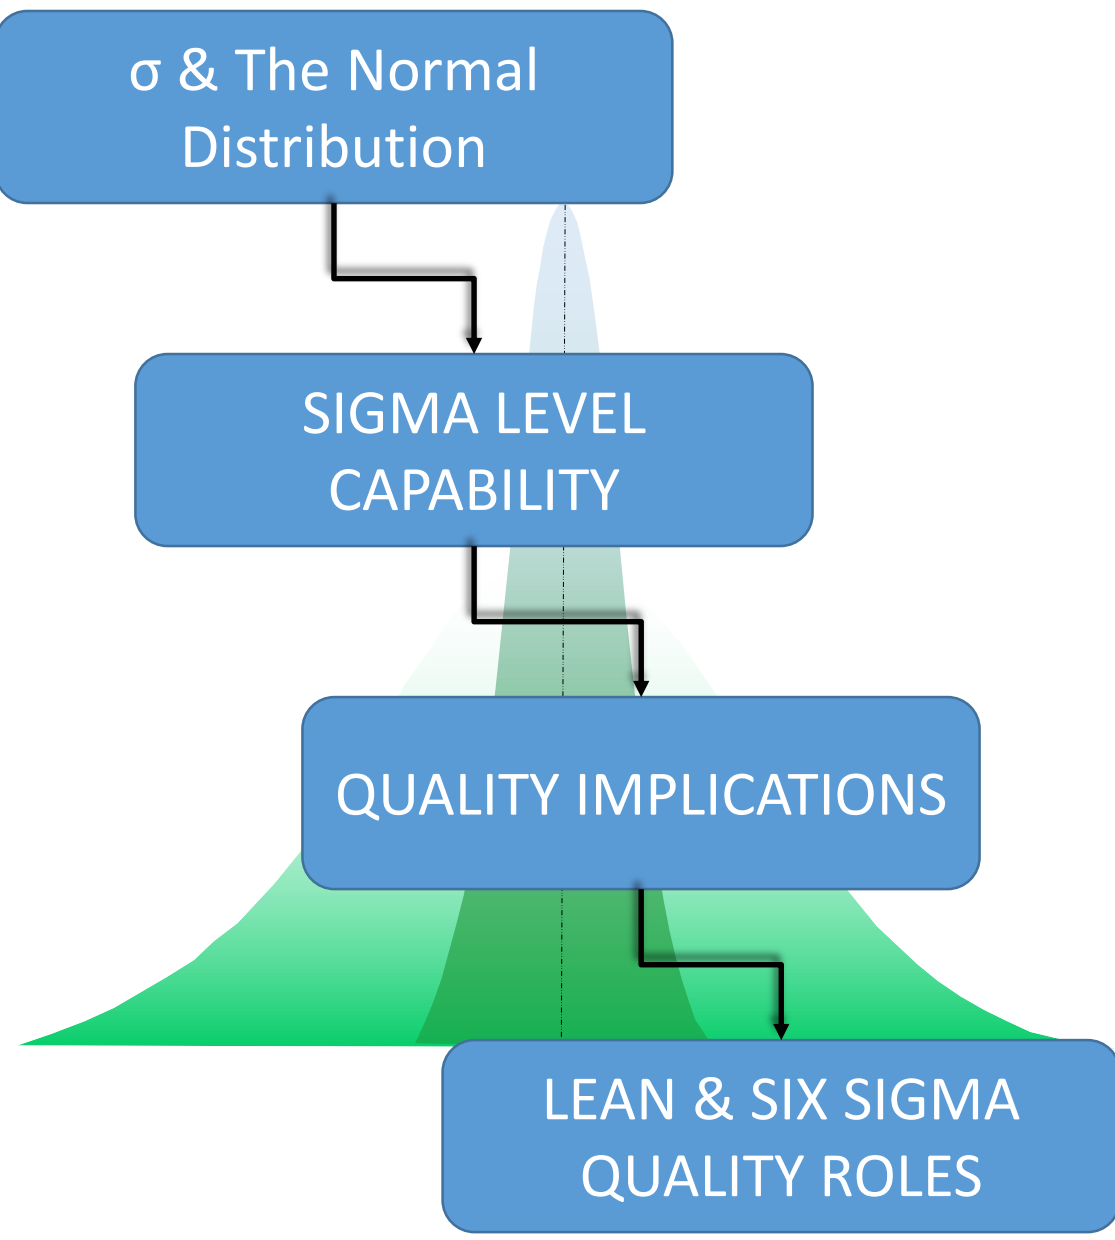 σ & The Normal
Distribution
SIGMA LEVEL
CAPABILITY
QUALITY IMPLICATIONS
LEAN & SIX SIGMA
QUALITY ROLES